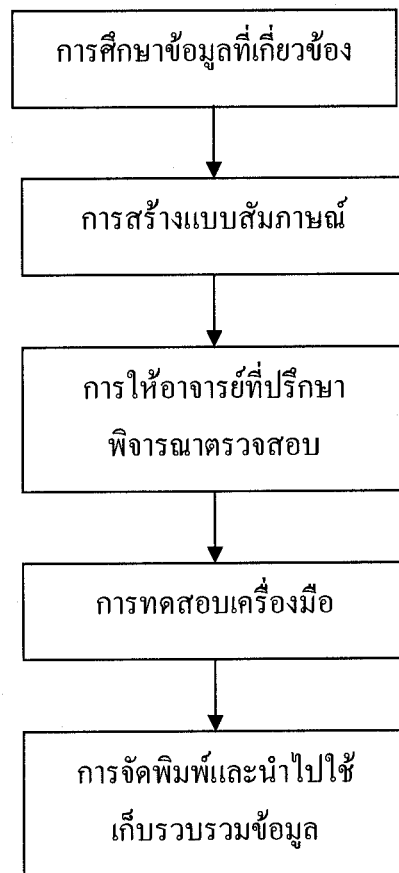 การศึกษาข้อมูลที่เกี่ยวข้อง
การสร้างแบบสัมภาษณ์
การให้อาจารย์ที่ปรึกษา
พิจารณาตรวจสอบ
การทดสอบเครื่องมือ
การจัดพิมพ์และนำไปใช้
เก็บรวบรวมข้อมูล